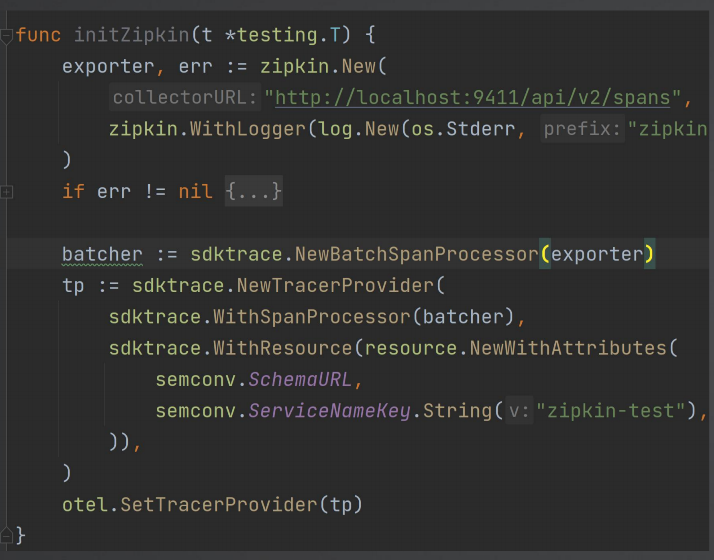 func initZipkin(t *testing.T) {
exporter, err := zipkin.New(
collectorURL: "http://localhost:9411/api/v2/spans",
zipkin.WithLogger(log.New(os.Stderr, prefix: "zipkin
)
if err != nil {...}
batcher := sdktrace.NewBatchSpanProcessor(exporter)
tp := sdktrace.NewTracerProvider(
sdktrace.WithSpanProcessor(batcher),
sdktrace.WithResource(resource.NewWithAttributes(
semconv.SchemaURL,
semconv.ServiceNameKey.String( v: "zipkin-test"),
)),
)
otel.SetTracerProvider(tp)
}